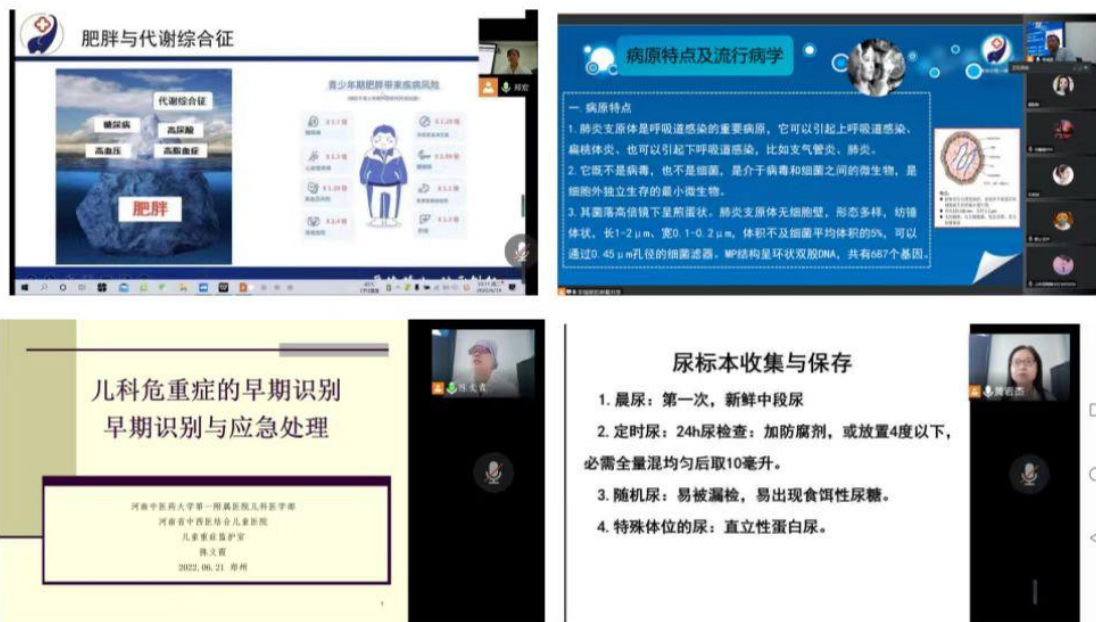 肥胖与代谢综合征
代谢综合征
糖尿病
高尿酸
高血压
高脂血症
肥胖
青少年期肥胖带来疾病风险
病原特点及流行病学
一 病原特点
1. 肺炎支原体是呼吸道感染的重要病原，它可以引起上呼吸道感染、
扁桃体炎、也可以引起下呼吸道感染，比如支气管炎、肺炎。
2. 它既不是病毒，也不是细菌，是介于病毒和细菌之间的微生物，是
细胞外独立生存的最小微生物。
3. 其菌落高倍镜下呈煎蛋状。肺炎支原体无细胞壁，形态多样，纺锤
体状，长1-2μm、宽0.1-0.2μm，体积不及细菌平均体积的5%，可以
通过0.45μm孔径的细菌滤器。MP结构呈环状双股DNA，共有687个基因。
儿科危重症的早期识别
早期识别与应急处理
河南中医药大学第一附属医院儿科医学部
河南省中西医结合儿童医院
儿童重症监护室
陈文霞
2022.06.21 郑州
陈文霞
尿标本收集与保存
1. 晨尿：第一次，新鲜中段尿
2. 定时尿：24h尿检查：加防腐剂，或放置4度以下，
必需全量混均匀后取10毫升。
3. 随机尿：易被漏检，易出现食饵性尿糖。
4. 特殊体位的尿：直立性蛋白尿。
黄岩杰